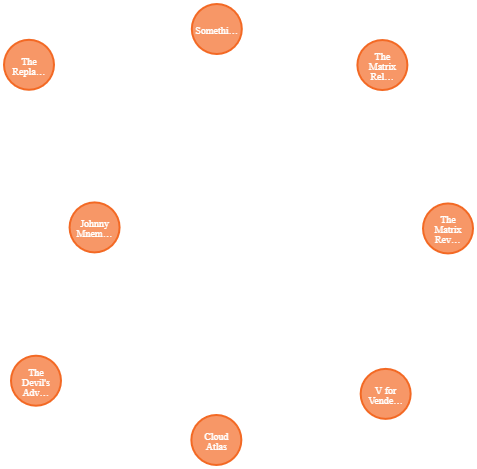 Somethi...
The
Repla...
The
Matrix
Rel...
Johnny
Mnem...
The
Matrix
Rev...
The
Devil's
Adv...
V for
Vende...
Cloud
Atlas